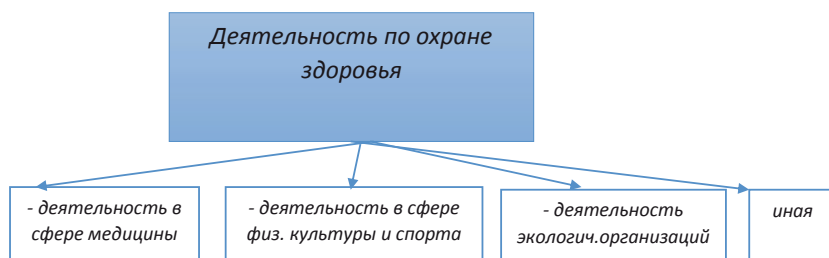 Деятельность по охране
здоровья
- деятельность в
сфере медицины
- деятельность в сфере
физ. культуры и спорта
- деятельность
экологич.организаций
иная